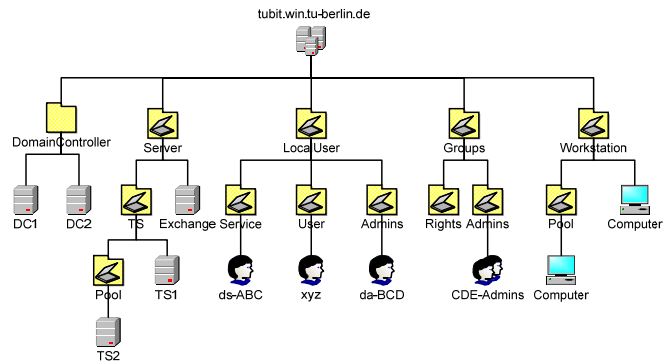 tubit.win.tu-berlin.de
DomainController
Server
LocalUser
Groups
Workstation
DC1
DC2
TS
Exchange
Service
User
Admins
Rights
Admins
Pool
Computer
Pool
TS1
ds-ABC
xyz
da-BCD
CDE-Admins
Computer
TS2